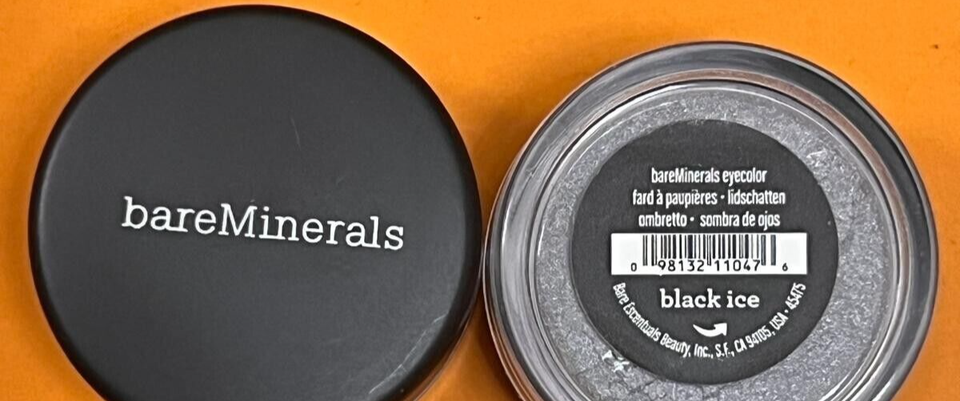 bareMinerals
bareMinerals eyecolor
fard à paupières • lidschatten
ombretto • sombra de ojos
0 98132 11047 6
black ice
Bare Escentuals Beauty, Inc., S.F., CA 94105, USA • 45475